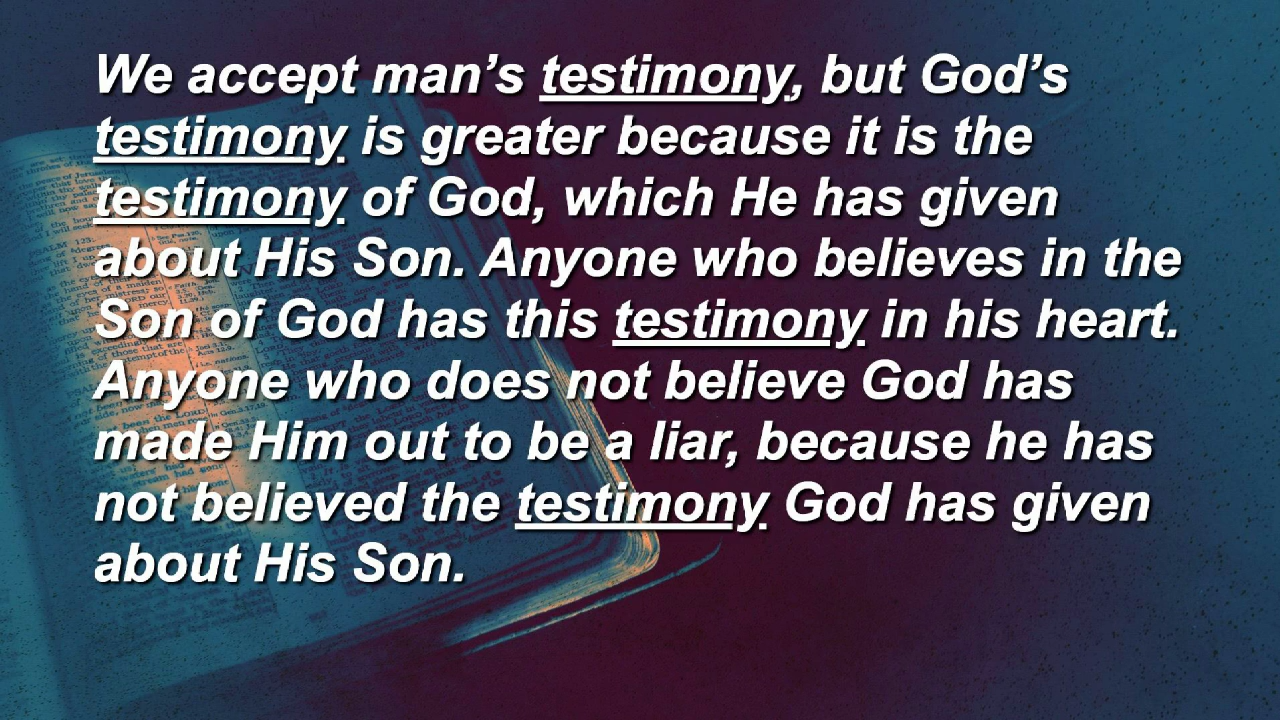 We accept man’s testimony, but God’s
testimony is greater because it is the
testimony of God, which He has given
about His Son. Anyone who believes in the
Son of God has this testimony in his heart.
Anyone who does not believe God has
made Him out to be a liar, because he has
not believed the testimony God has given
about His Son.